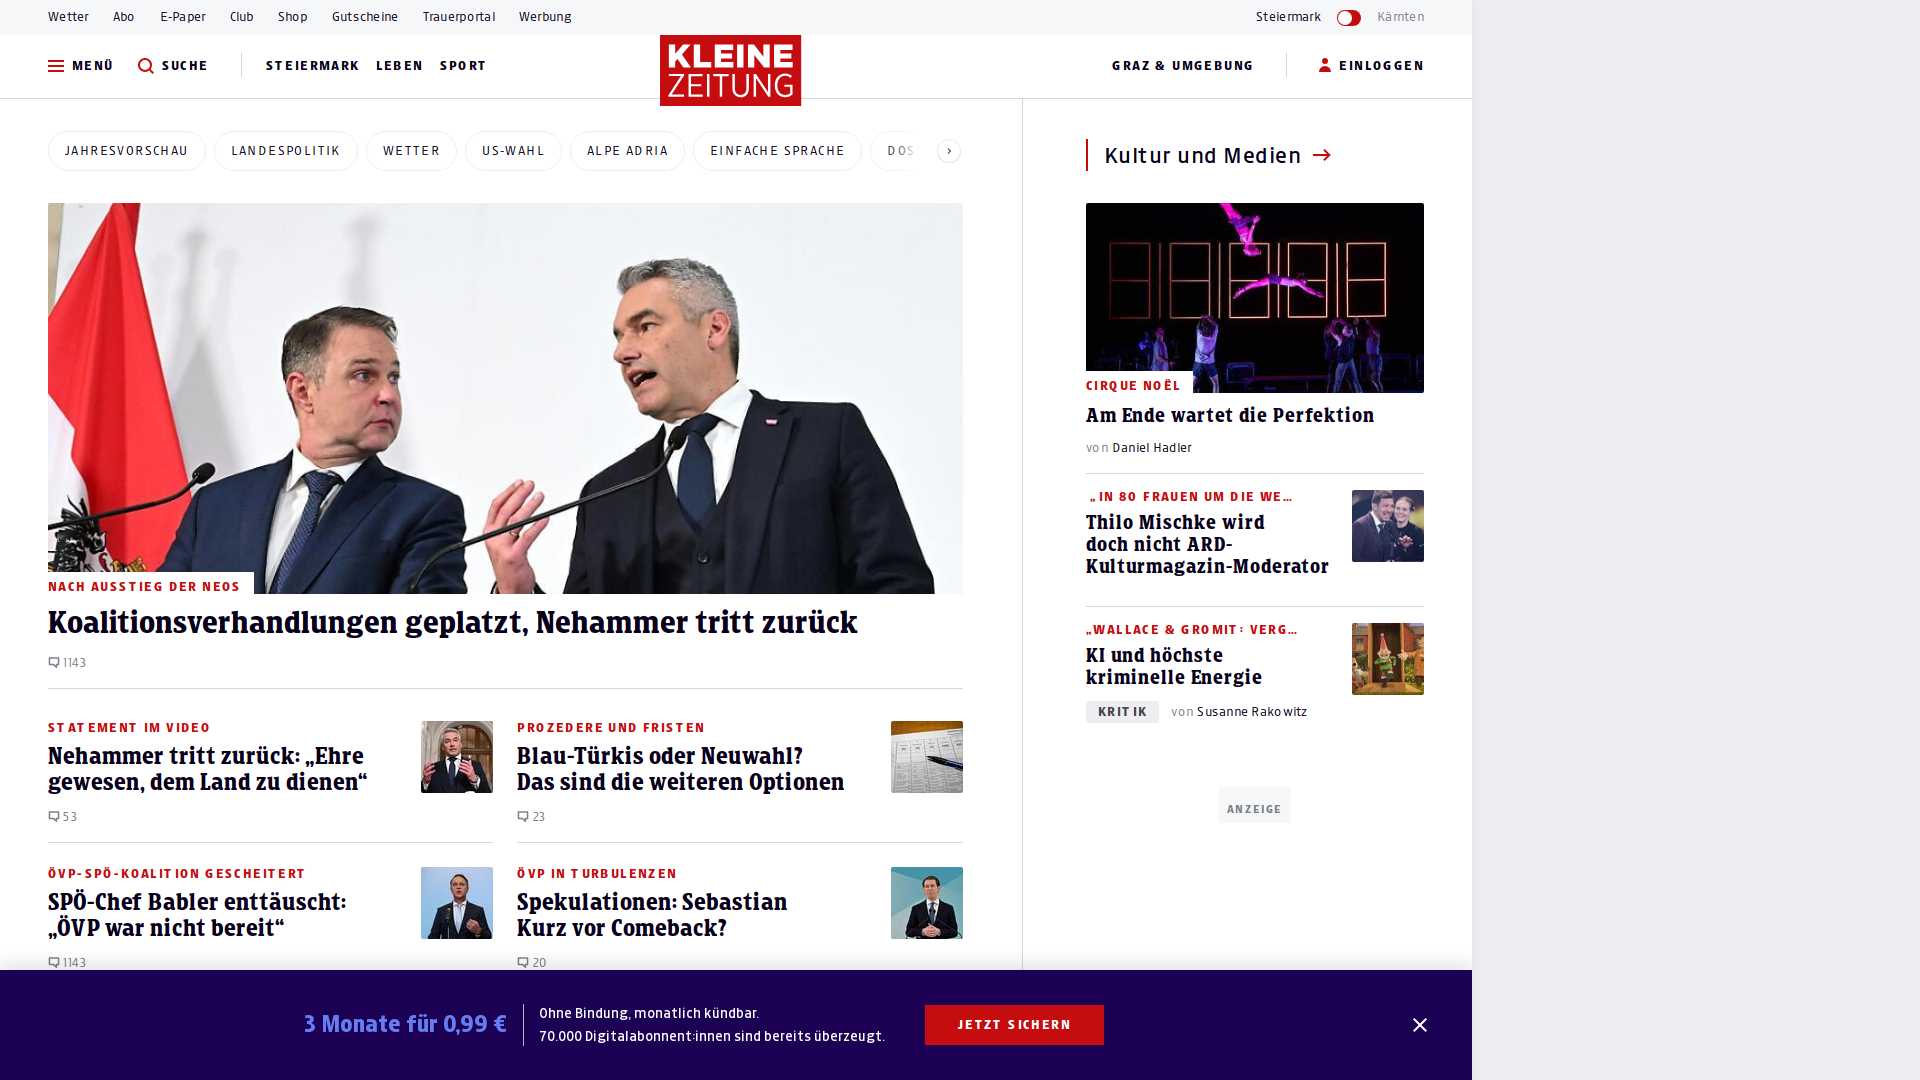 Wetter Abo E-Paper Club Shop Gutscheine Trauerportal Werbung Steiermark Kärnten
MENÜ SUCHE STEIERMARK LEBEN SPORT KLEINE ZEITUNG GRAZ & UMGEBUNG EINLOGGEN
JAHRESVORSCHAU LANDESPOLITIK WETTER US-WAHL ALPE ADRIA EINFACHE SPRACHE DOS
NACH AUSSTIEG DER NEOS
Koalitionsverhandlungen geplatzt, Nehammer tritt zurück
1143
STATEMENT IM VIDEO
Nehammer tritt zurück: „Ehre
gewesen, dem Land zu dienen“
53
PROZEDERE UND FRISTEN
Blau-Türkis oder Neuwahl?
Das sind die weiteren Optionen
23
ÖVP-SPÖ-KOALITION GESCHEITERT
SPÖ-Chef Babler enttäuscht:
„ÖVP war nicht bereit“
1143
ÖVP IN TURBULENZEN
Spekulationen: Sebastian
Kurz vor Comeback?
20
Kultur und Medien
CIRQUE NOËL
Am Ende wartet die Perfektion
von Daniel Hadler
„IN 80 FRAUEN UM DIE WE…
Thilo Mischke wird
doch nicht ARD-
Kulturmagazin-Moderator
„WALLACE & GROMIT: VERG…
KI und höchste
kriminelle Energie
KRITIK von Susanne Rakowitz
ANZEIGE
3 Monate für 0,99 €
Ohne Bindung, monatlich kündbar.
70.000 Digitalabonnent:innen sind bereits überzeugt.
JETZT SICHERN